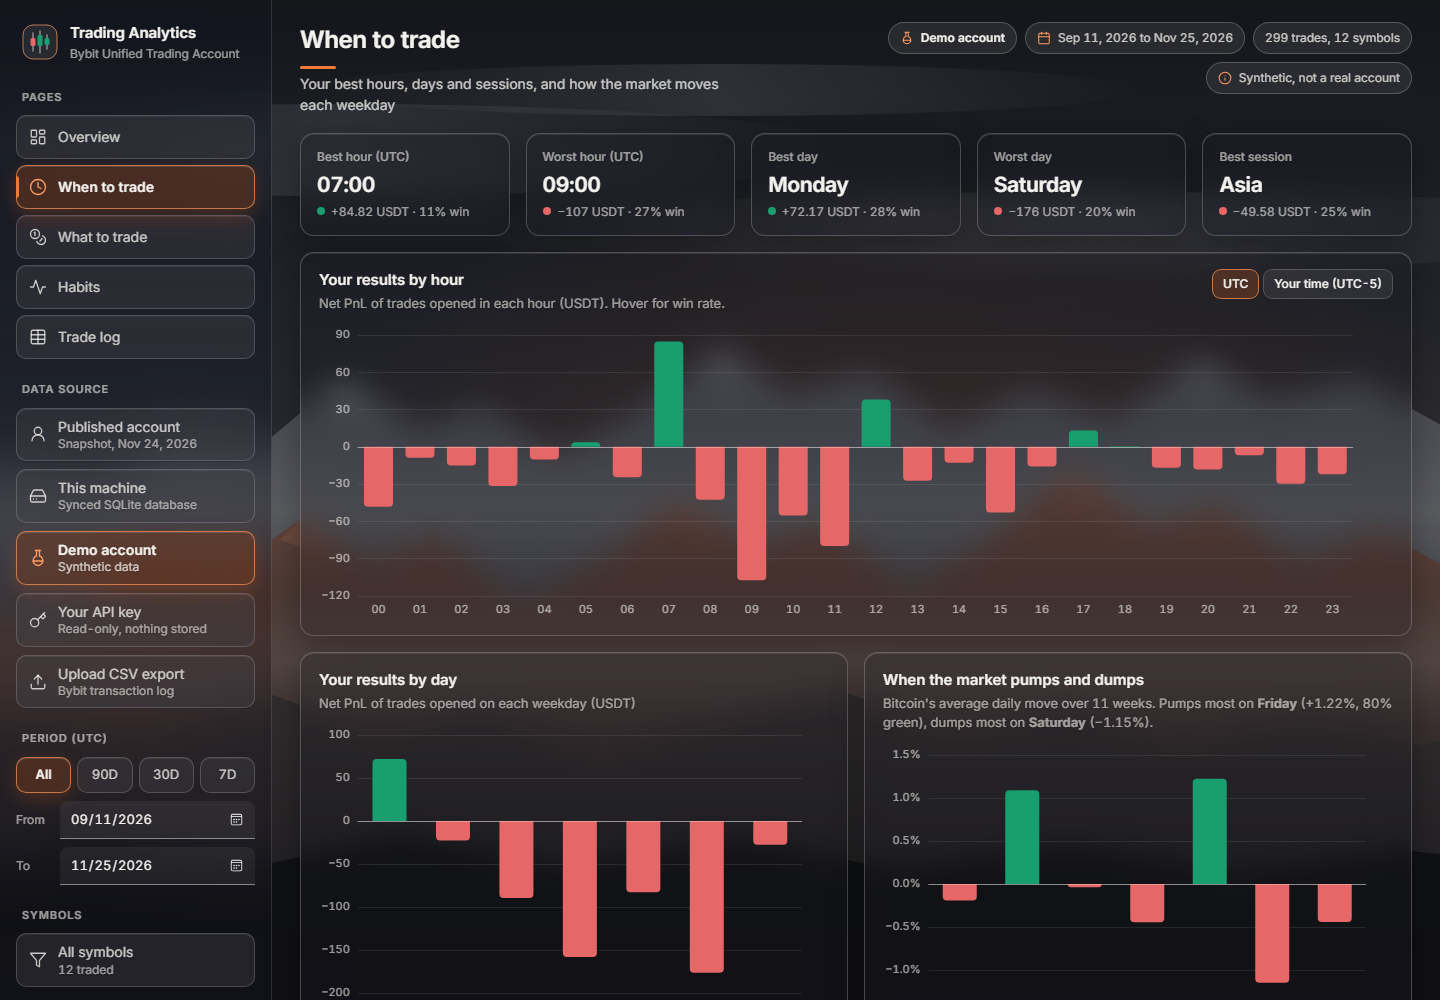 Trading Analytics
Bybit Unified Trading Account
PAGES
Overview
When to trade
What to trade
Habits
Trade log
DATA SOURCE
Published account
Snapshot, Nov 24, 2026
This machine
Synced SQLite database
Demo account
Synthetic data
Your API key
Read-only, nothing stored
Upload CSV export
Bybit transaction log
PERIOD (UTC)
All 90D 30D 7D
From 09/11/2026
To 11/25/2026
SYMBOLS
All symbols
12 traded
When to trade
Your best hours, days and sessions, and how the market moves
each weekday
Demo account
Sep 11, 2026 to Nov 25, 2026
299 trades, 12 symbols
Synthetic, not a real account
Best hour (UTC)
07:00
+84.82 USDT · 11% win
Worst hour (UTC)
09:00
−107 USDT · 27% win
Best day
Monday
+72.17 USDT · 28% win
Worst day
Saturday
−176 USDT · 20% win
Best session
Asia
−49.58 USDT · 25% win
Your results by hour
Net PnL of trades opened in each hour (USDT). Hover for win rate.
UTC
Your time (UTC-5)
90
60
30
0
−30
−60
−90
−120
00 01 02 03 04 05 06 07 08 09 10 11 12 13 14 15 16 17 18 19 20 21 22 23
Your results by day
Net PnL of trades opened on each weekday (USDT)
100
50
0
−50
−100
−150
−200
When the market pumps and dumps
Bitcoin's average daily move over 11 weeks. Pumps most on Friday (+1.22%, 80%
green), dumps most on Saturday (−1.15%).
1.5%
1.0%
0.5%
0.0%
−0.5%
−1.0%